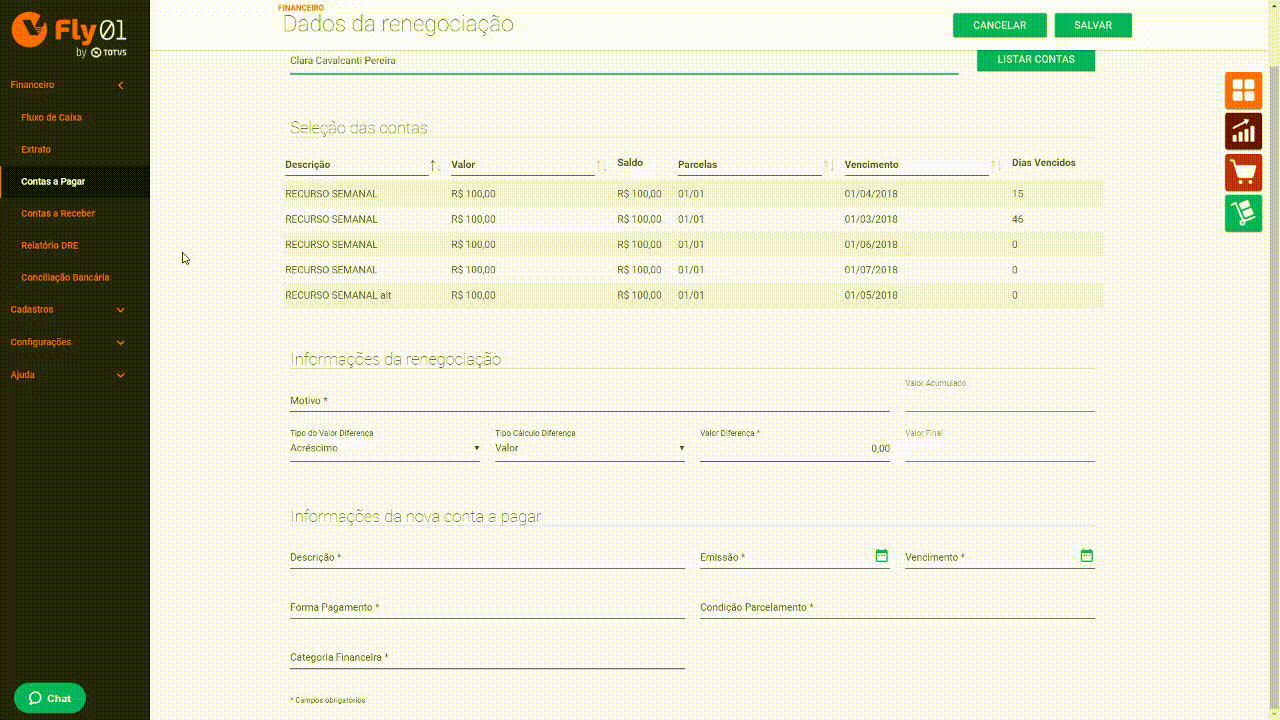 Fly01
by TOTVS
Financeiro
Fluxo de Caixa
Extrato
Contas a Pagar
Contas a Receber
Relatório DRE
Conciliação Bancária
Cadastros
Configurações
Ajuda
Chat
FINANCEIRO
Dados da renegociação
CANCELAR SALVAR
Clara Cavalcanti Pereira
LISTAR CONTAS
Seleção das contas
Descrição Valor Saldo Parcelas Vencimento Dias Vencidos
RECURSO SEMANAL R$ 100,00 R$ 100,00 01/01 01/04/2018 15
RECURSO SEMANAL R$ 100,00 R$ 100,00 01/01 01/03/2018 46
RECURSO SEMANAL R$ 100,00 R$ 100,00 01/01 01/06/2018 0
RECURSO SEMANAL R$ 100,00 R$ 100,00 01/01 01/07/2018 0
RECURSO SEMANAL alt R$ 100,00 R$ 100,00 01/01 01/05/2018 0
Informações da renegociação
Motivo * Valor Acumulado
Tipo do Valor Diferença Tipo Cálculo Diferença Valor Diferença * Valor Final
Acréscimo Valor 0,00
Informações da nova conta a pagar
Descrição * Emissão * Vencimento *
Forma Pagamento * Condição Parcelamento *
Categoria Financeira *
* Campos obrigatórios